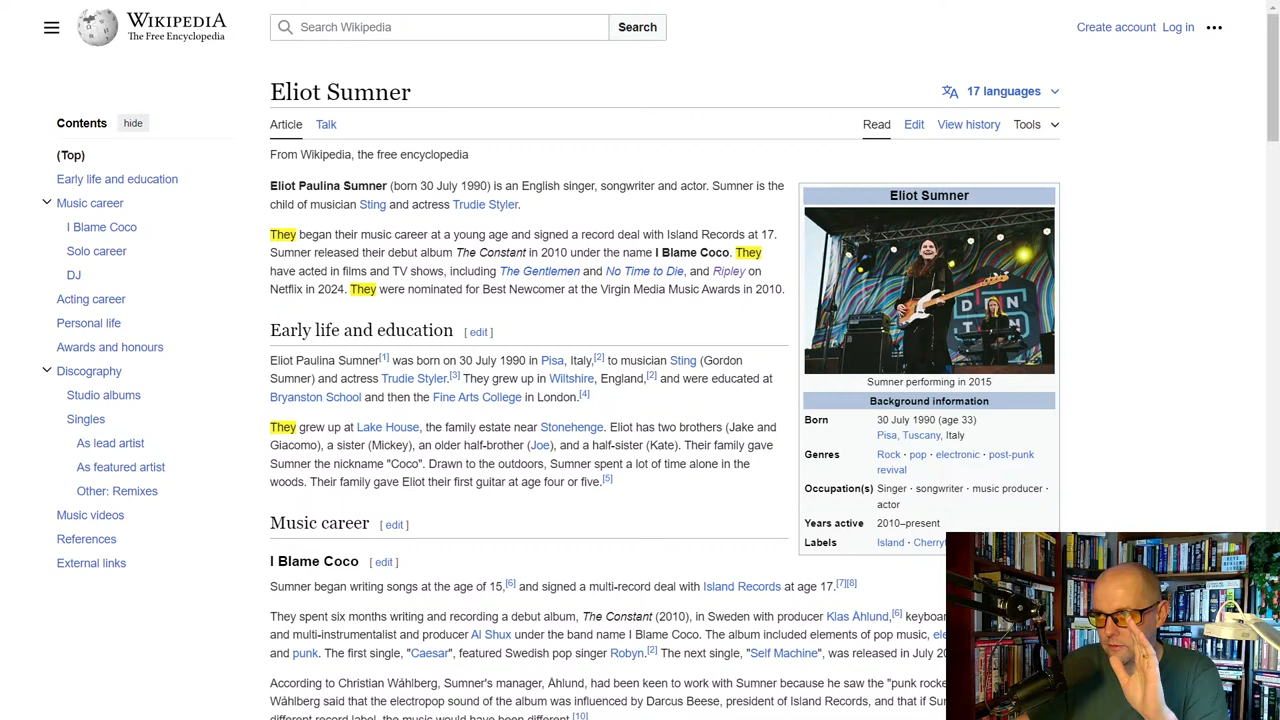 WIKIPEDIA
The Free Encyclopedia
Search Wikipedia
Search
Create account Log in
Contents hide
(Top)
Early life and education
Music career
I Blame Coco
Solo career
DJ
Acting career
Personal life
Awards and honours
Discography
Studio albums
Singles
As lead artist
As featured artist
Other: Remixes
Music videos
References
External links
Eliot Sumner
17 languages
Article Talk
Read Edit View history Tools
From Wikipedia, the free encyclopedia
Eliot Paulina Sumner (born 30 July 1990) is an English singer, songwriter and actor. Sumner is the
child of musician Sting and actress Trudie Styler.
They began their music career at a young age and signed a record deal with Island Records at 17.
Sumner released their debut album The Constant in 2010 under the name I Blame Coco. They
have acted in films and TV shows, including The Gentlemen and No Time to Die, and Ripley on
Netflix in 2024. They were nominated for Best Newcomer at the Virgin Media Music Awards in 2010.
Early life and education [ edit ]
Eliot Paulina Sumner[1] was born on 30 July 1990 in Pisa, Italy,[2] to musician Sting (Gordon
Sumner) and actress Trudie Styler.[3] They grew up in Wiltshire, England,[2] and were educated at
Bryanston School and then the Fine Arts College in London.[4]
They grew up at Lake House, the family estate near Stonehenge. Eliot has two brothers (Jake and
Giacomo), a sister (Mickey), an older half-brother (Joe), and a half-sister (Kate). Their family gave
Sumner the nickname "Coco". Drawn to the outdoors, Sumner spent a lot of time alone in the
woods. Their family gave Eliot their first guitar at age four or five.[5]
Music career [ edit ]
I Blame Coco [ edit ]
Sumner began writing songs at the age of 15,[6] and signed a multi-record deal with Island Records at age 17.[7][8]
They spent six months writing and recording a debut album, The Constant (2010), in Sweden with producer Klas Åhlund,[6]
and multi-instrumentalist and producer Al Shux under the band name I Blame Coco. The album included elements of pop music,
and punk. The first single, "Caesar", featured Swedish pop singer Robyn.[2] The next single, "Self Machine", was released in July
According to Christian Wåhlberg, Sumner's manager, Åhlund, had been keen to work with Sumner because he saw the "punk
Wåhlberg said that the electropop sound of the album was influenced by Darcus Beese, president of Island Records, and that if
different record label, the music would have been different.[10]
Eliot Sumner
Sumner performing in 2015
Background information
Born 30 July 1990 (age 33)
Pisa, Tuscany, Italy
Genres Rock · pop · electronic · post-punk
revival
Occupation(s) Singer · songwriter · music producer ·
actor
Years active 2010–present
Labels Island ·